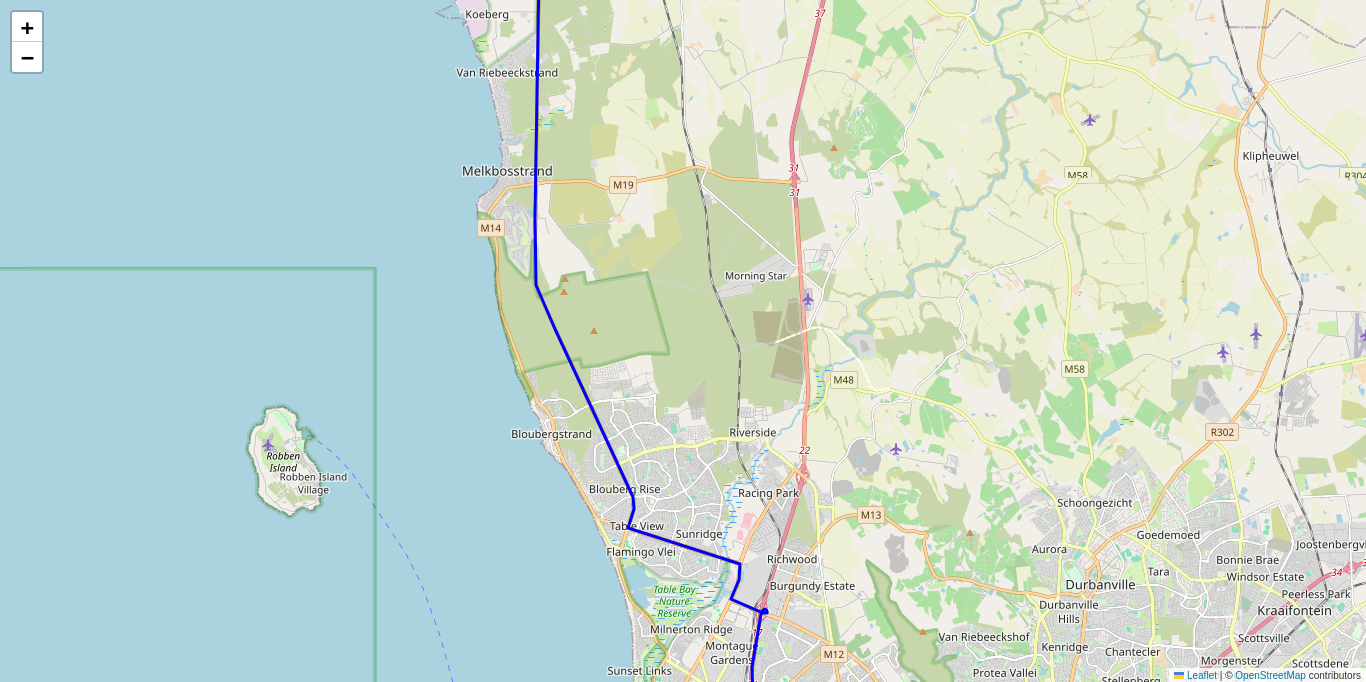 +
−
Koeberg
37
Van Riebeeckstrand
M58
Klipheuwel
R304
Melkbosstrand
31
M19
31
M14
Morning Star
M58
M48
Riverside
R302
Bloubergstrand
22
Robben
Island
Robben Island
Village
Blouberg Rise
Racing Park
Schoongezicht
M13
Table View
Sunridge
Goedemoed
Joostenbergvl
Flamingo Vlei
Aurora
Richwood
Bonnie Brae
34
Tara
Windsor Estate
Durbanville
Burgundy Estate
Table Bay
Nature
Reserve
Peerless Park
Durbanville
Hills
Kraaifontein
Milnerton Ridge
Van Riebeeckshof
Scottsville
Montague
Gardens
Kenridge
M12
Chantecler
Morgenster
Scottsdene
Sunset Links
Protea Vallei
Stellenberg
Leaflet | © OpenStreetMap contributors